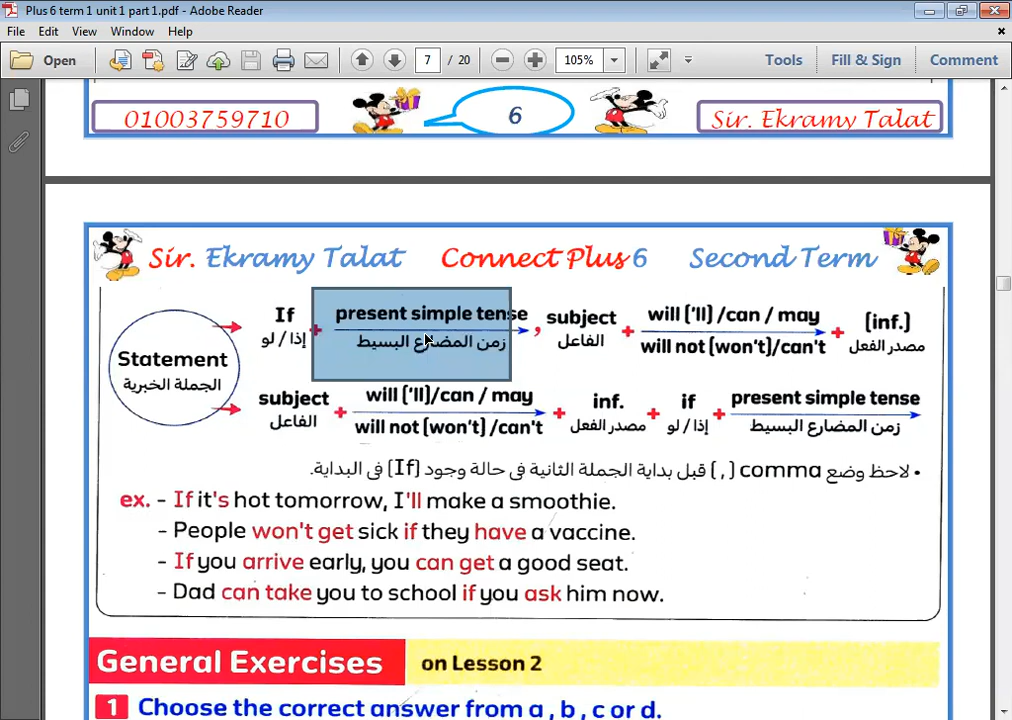 Plus 6 term 1 unit 1 part1.pdf - Adobe Reader
File Edit View Window Help
Open 7 / 20 105% Tools Fill & Sign Comment
01003759710 6 Sir. Ekramy Talat
Sir. Ekramy Talat Connect Plus 6 Second Term
Statement
الجملة الخبرية
If + present simple tense , subject + will ('ll) /can / may + (inf.)
will not (won't)/can't
إذا / لو زمن المضارع البسيط الفاعل مصدر الفعل
subject + will ('ll)/can / may + inf. + if + present simple tense
will not (won't) /can't
الفاعل مصدر الفعل إذا / لو زمن المضارع البسيط
• لاحظ وضع comma ( , ) قبل بداية الجملة الثانية فى حالة وجود (If) فى البداية.
ex. - If it's hot tomorrow, I'll make a smoothie.
- People won't get sick if they have a vaccine.
- If you arrive early, you can get a good seat.
- Dad can take you to school if you ask him now.
General Exercises on Lesson 2
1 Choose the correct answer from a , b , c or d.